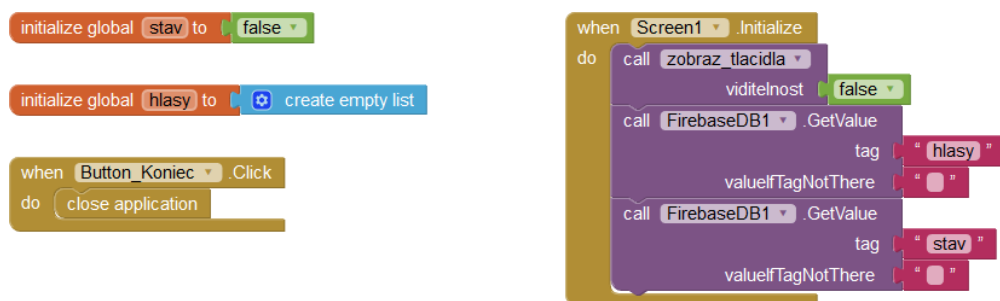 initialize global stav to false
initialize global hlasy to create empty list
when Button_Koniec .Click
do close application
when Screen1 .Initialize
do call zobraz_tlacidla
viditelnost false
call FirebaseDB1 .GetValue
tag " hlasy "
valueIfTagNotThere " "
call FirebaseDB1 .GetValue
tag " stav "
valueIfTagNotThere " "